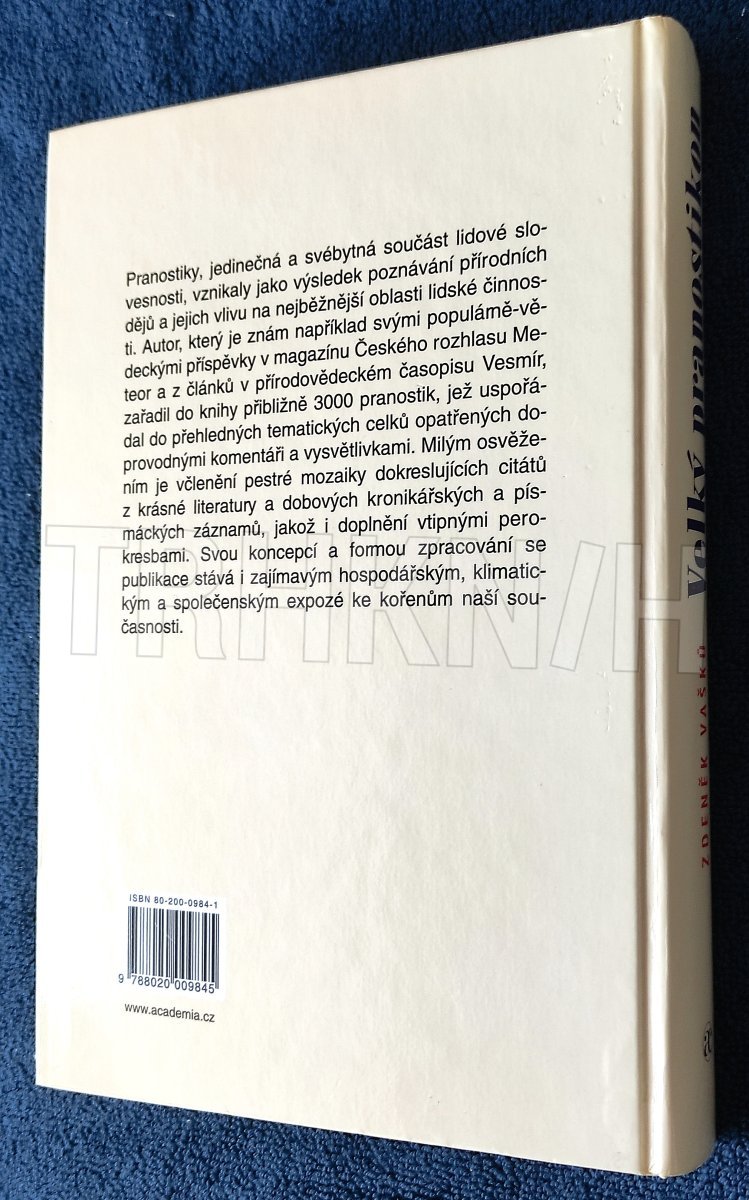 Pranostiky, jedinečná a svébytná součást lidové slo-
vesnosti, vznikaly jako výsledek poznávání přírodních
dějů a jejich vlivu na nejběžnější oblasti lidské činnos-
ti. Autor, který je znám například svými populárně-vě-
deckými příspěvky v magazínu Českého rozhlasu Me-
teor a z článků v přírodovědeckém časopisu Vesmír,
zařadil do knihy přibližně 3000 pranostik, jež uspořá-
dal do přehledných tematických celků opatřených do-
provodnými komentáři a vysvětlivkami. Milým osvěže-
ním je včlenění pestré mozaiky dokreslujících citátů
z krásné literatury a dobových kronikářských a pís-
máckých záznamů, jakož i doplnění vtipnými pero-
kresbami. Svou koncepcí a formou zpracování se
publikace stává i zajímavým hospodářským, klimatic-
kým a společenským expozé ke kořenům naší sou-
časnosti.
ISBN 80-200-0984-1
9 788020 009845
www.academia.cz
ZDENĚK VAŠKŮ
Velký pranostikon
TRHKNIH